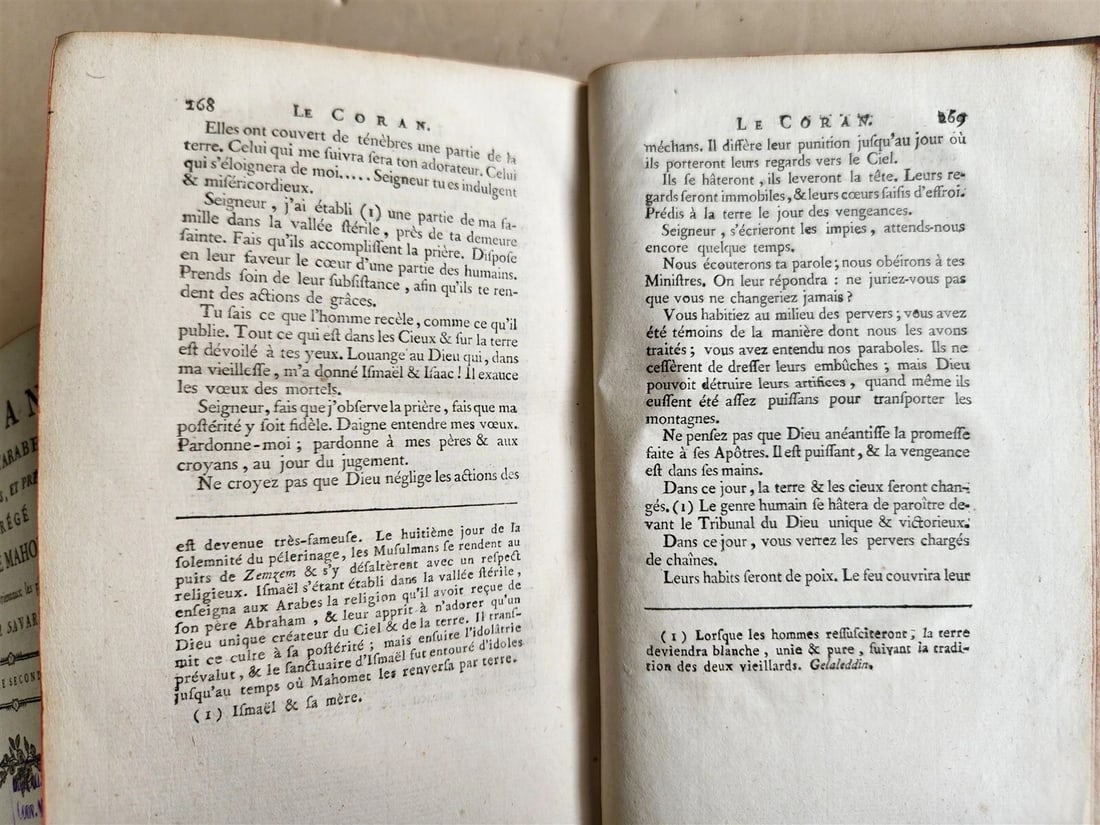 AN
ARABE
RÉGÉ
MAHO
SAVAR
E SECOND
168
LE CORAN.
Elles ont couvert de ténèbres une partie de la
terre. Celui qui me ſuivra ſera ton adorateur. Celui
qui s'éloignera de moi..... Seigneur tu es indulgent
& miſéricordieux.
Seigneur, j'ai établi (1) une partie de ma fa-
mille dans la vallée ſtérile, près de ta demeure
ſainte. Fais qu'ils accompliſſent la prière. Diſpoſe
en leur faveur le cœur d'une partie des humains.
Prends ſoin de leur ſubſiſtance, afin qu'ils te ren-
dent des actions de grâces.
Tu ſais ce que l'homme recèle, comme ce qu'il
publie. Tout ce qui eſt dans les Cieux & ſur la terre
eſt dévoilé à tes yeux. Louange au Dieu qui, dans
ma vieilleſſe, m'a donné Iſmaël & Iſaac! Il exauce
les vœux des mortels.
Seigneur, fais que j'obſerve la prière, fais que ma
poſtérité y ſoit fidèle. Daigne entendre mes vœux.
Pardonne-moi; pardonne à mes pères & aux
croyans, au jour du jugement.
Ne croyez pas que Dieu néglige les actions des
eſt devenue très-fameuſe. Le huitième jour de la
ſolemnité du pélerinage, les Muſulmans ſe rendent au
puits de Zemzem & s'y déſaltèrent avec un reſpect
religieux. Iſmaël s'étant établi dans la vallée ſtérile,
enſeigna aux Arabes la religion qu'il avoit reçue de
ſon père Abraham, & leur apprit à n'adorer qu'un
Dieu unique créateur du Ciel & de la terre. Il tranſ-
mit ce culte à ſa poſtérité; mais enſuite l'idolâtrie
prévalut, & le ſanctuaire d'Iſmaël fut entouré d'idoles
juſqu'au temps où Mahomet les renverſa par terre.
(1) Iſmaël & ſa mère.
LE CORAN.
269
méchans. Il diffère leur punition juſqu'au jour où
ils porteront leurs regards vers le Ciel.
Ils ſe hâteront, ils leveront la tête. Leurs re-
gards ſeront immobiles, & leurs cœurs ſaiſis d'effroi.
Prédis à la terre le jour des vengeances.
Seigneur, s'écrieront les impies, attends-nous
encore quelque temps.
Nous écouterons ta parole; nous obéirons à tes
Miniſtres. On leur répondra: ne juriez-vous pas
que vous ne changeriez jamais?
Vous habitiez au milieu des pervers; vous avez
été témoins de la manière dont nous les avons
traités; vous avez entendu nos paraboles. Ils ne
ceſſèrent de dreſſer leurs embûches; mais Dieu
pouvoit détruire leurs artifices, quand même ils
euſſent été aſſez puiſſans pour tranſporter les
montagnes.
Ne penſez pas que Dieu anéantiſſe la promeſſe
faite à ſes Apôtres. Il eſt puiſſant, & la vengeance
eſt dans ſes mains.
Dans ce jour, la terre & les cieux ſeront chan-
gés. (1) Le genre humain ſe hâtera de paroître de-
vant le Tribunal du Dieu unique & victorieux.
Dans ce jour, vous verrez les pervers chargés
de chaînes.
Leurs habits ſeront de poix. Le feu couvrira leur
(1) Lorſque les hommes reſſuſciteront, la terre
deviendra blanche, unie & pure, ſuivant la tradi-
tion des deux vieillards. Gelaleddin.